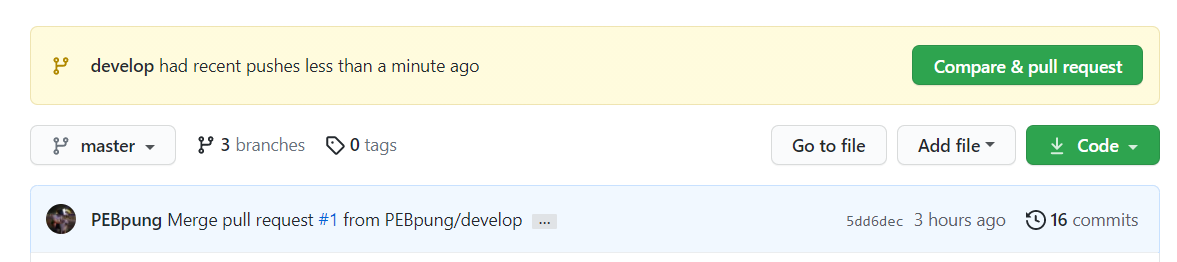 develop had recent pushes less than a minute ago Compare & pull request
master 3 branches 0 tags Go to file Add file Code
PEBpung Merge pull request #1 from PEBpung/develop ... 5dd6dec 3 hours ago 16 commits